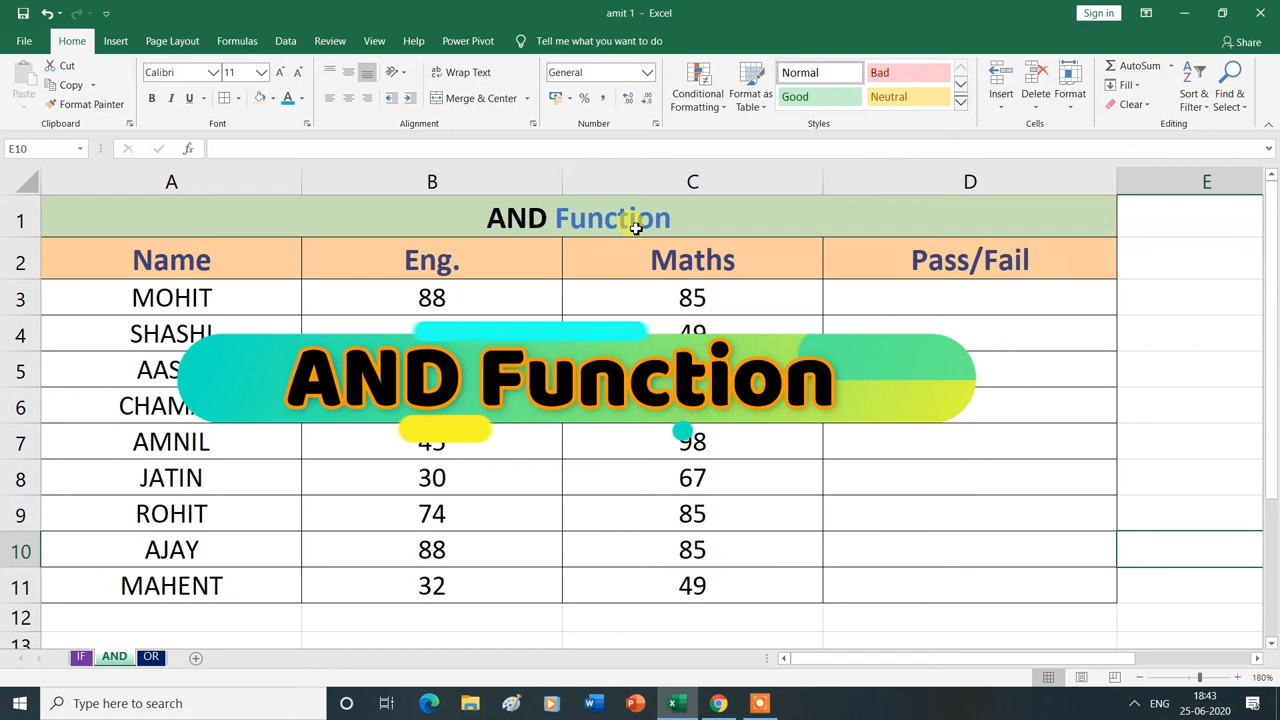 amit 1 - Excel
Sign in
File Home Insert Page Layout Formulas Data Review View Help Power Pivot Tell me what you want to do Share
Paste
Cut
Copy
Format Painter
Clipboard
Calibri 11
B I U
A
Font
Wrap Text
Merge & Center
Alignment
General
%
Number
Conditional Formatting
Format as Table
Normal Bad
Good Neutral
Styles
Insert Delete Format
Cells
AutoSum
Fill
Clear
Sort & Filter
Find & Select
Editing
E10 fx
A B C D E
1 AND Function
2 Name Eng. Maths Pass/Fail
3 MOHIT 88 85
4 SHASHI 49
5
6
AND Function
7 AMNIL 98
8 JATIN 30 67
9 ROHIT 74 85
10 AJAY 88 85
11 MAHENT 32 49
12
13
IF AND OR
180%
Type here to search
ENG
18:43
25-06-2020